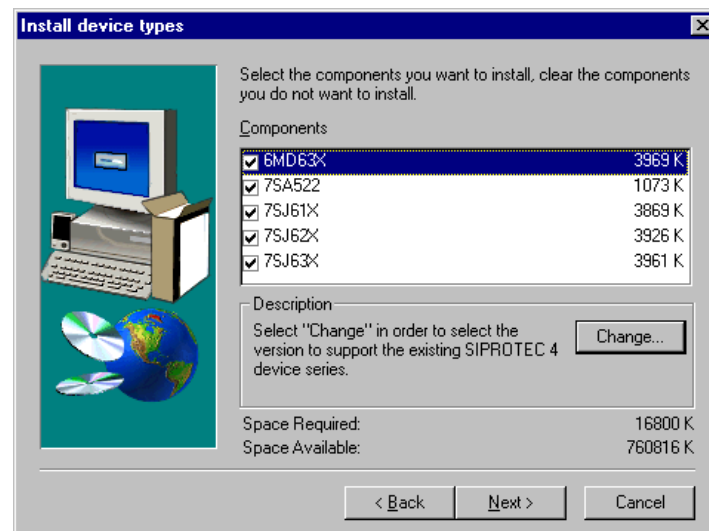 Install device types
Select the components you want to install, clear the components
you do not want to install.
Components
6MD63X 3969 K
7SA522 1073 K
7SJ61X 3869 K
7SJ62X 3926 K
7SJ63X 3961 K
Description
Select "Change" in order to select the
version to support the existing SIPROTEC 4
device series.
Change...
Space Required: 16800 K
Space Available: 760816 K
< Back Next > Cancel